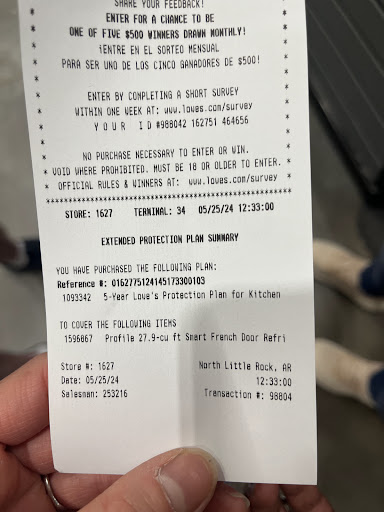 SHARE YOUR FEEDBACK!
ENTER FOR A CHANCE TO BE
* ONE OF FIVE $500 WINNERS DRAWN MONTHLY! *
* ¡ENTRE EN EL SORTEO MENSUAL *
* PARA SER UNO DE LOS CINCO GANADORES DE $500! *
* ENTER BY COMPLETING A SHORT SURVEY *
* WITHIN ONE WEEK AT: www.lowes.com/survey *
* Y O U R I D #988042 162751 464656 *
* NO PURCHASE NECESSARY TO ENTER OR WIN. *
* VOID WHERE PROHIBITED. MUST BE 18 OR OLDER TO ENTER. *
* OFFICIAL RULES & WINNERS AT: www.lowes.com/survey *
****************************************************
STORE: 1627 TERMINAL: 34 05/25/24 12:33:00
EXTENDED PROTECTION PLAN SUMMARY
YOU HAVE PURCHASED THE FOLLOWING PLAN:
Reference #: 0162775124145173300103
1093342 5-Year Lowe's Protection Plan for Kitchen
TO COVER THE FOLLOWING ITEMS
1596867 Profile 27.9-cu ft Smart French Door Refri
Store #: 1627 North Little Rock, AR
Date: 05/25/24 12:33:00
Salesman: 253216 Transaction #: 98804